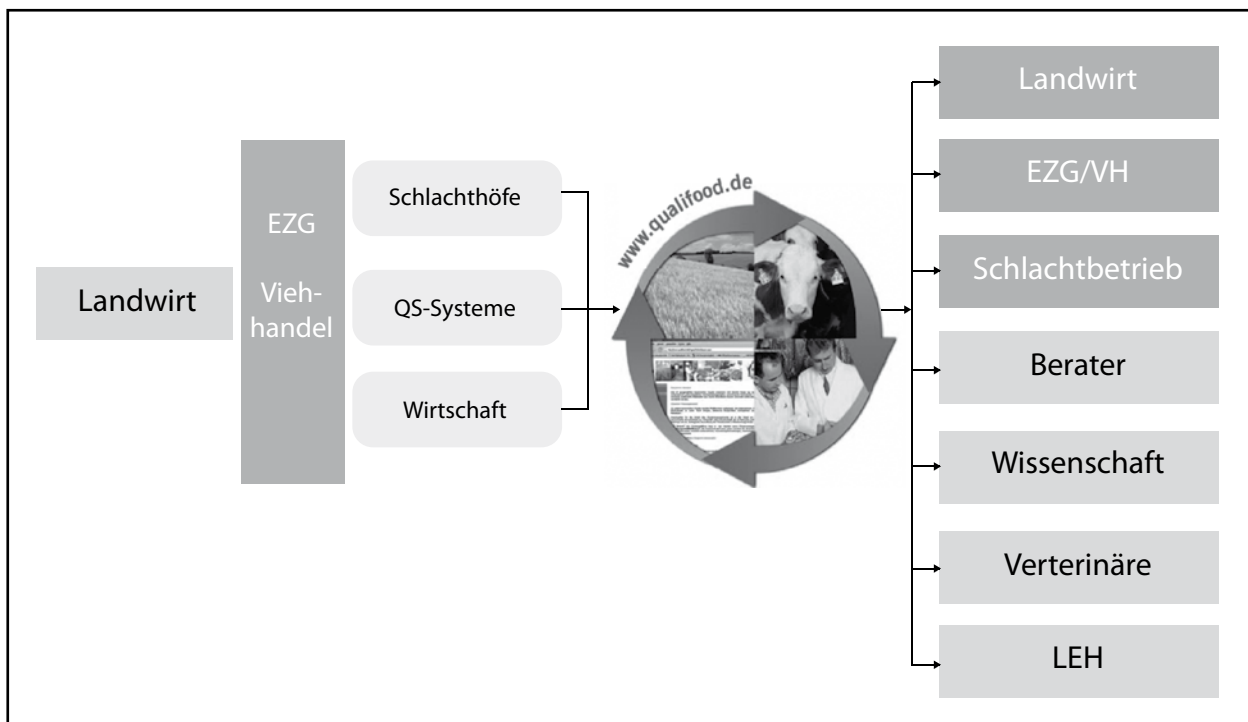 Landwirt
EZG
Vieh-
handel
Schlachthöfe
QS-Systeme
Wirtschaft
www.qualifood.de
Landwirt
EZG/VH
Schlachtbetrieb
Berater
Wissenschaft
Verterinäre
LEH